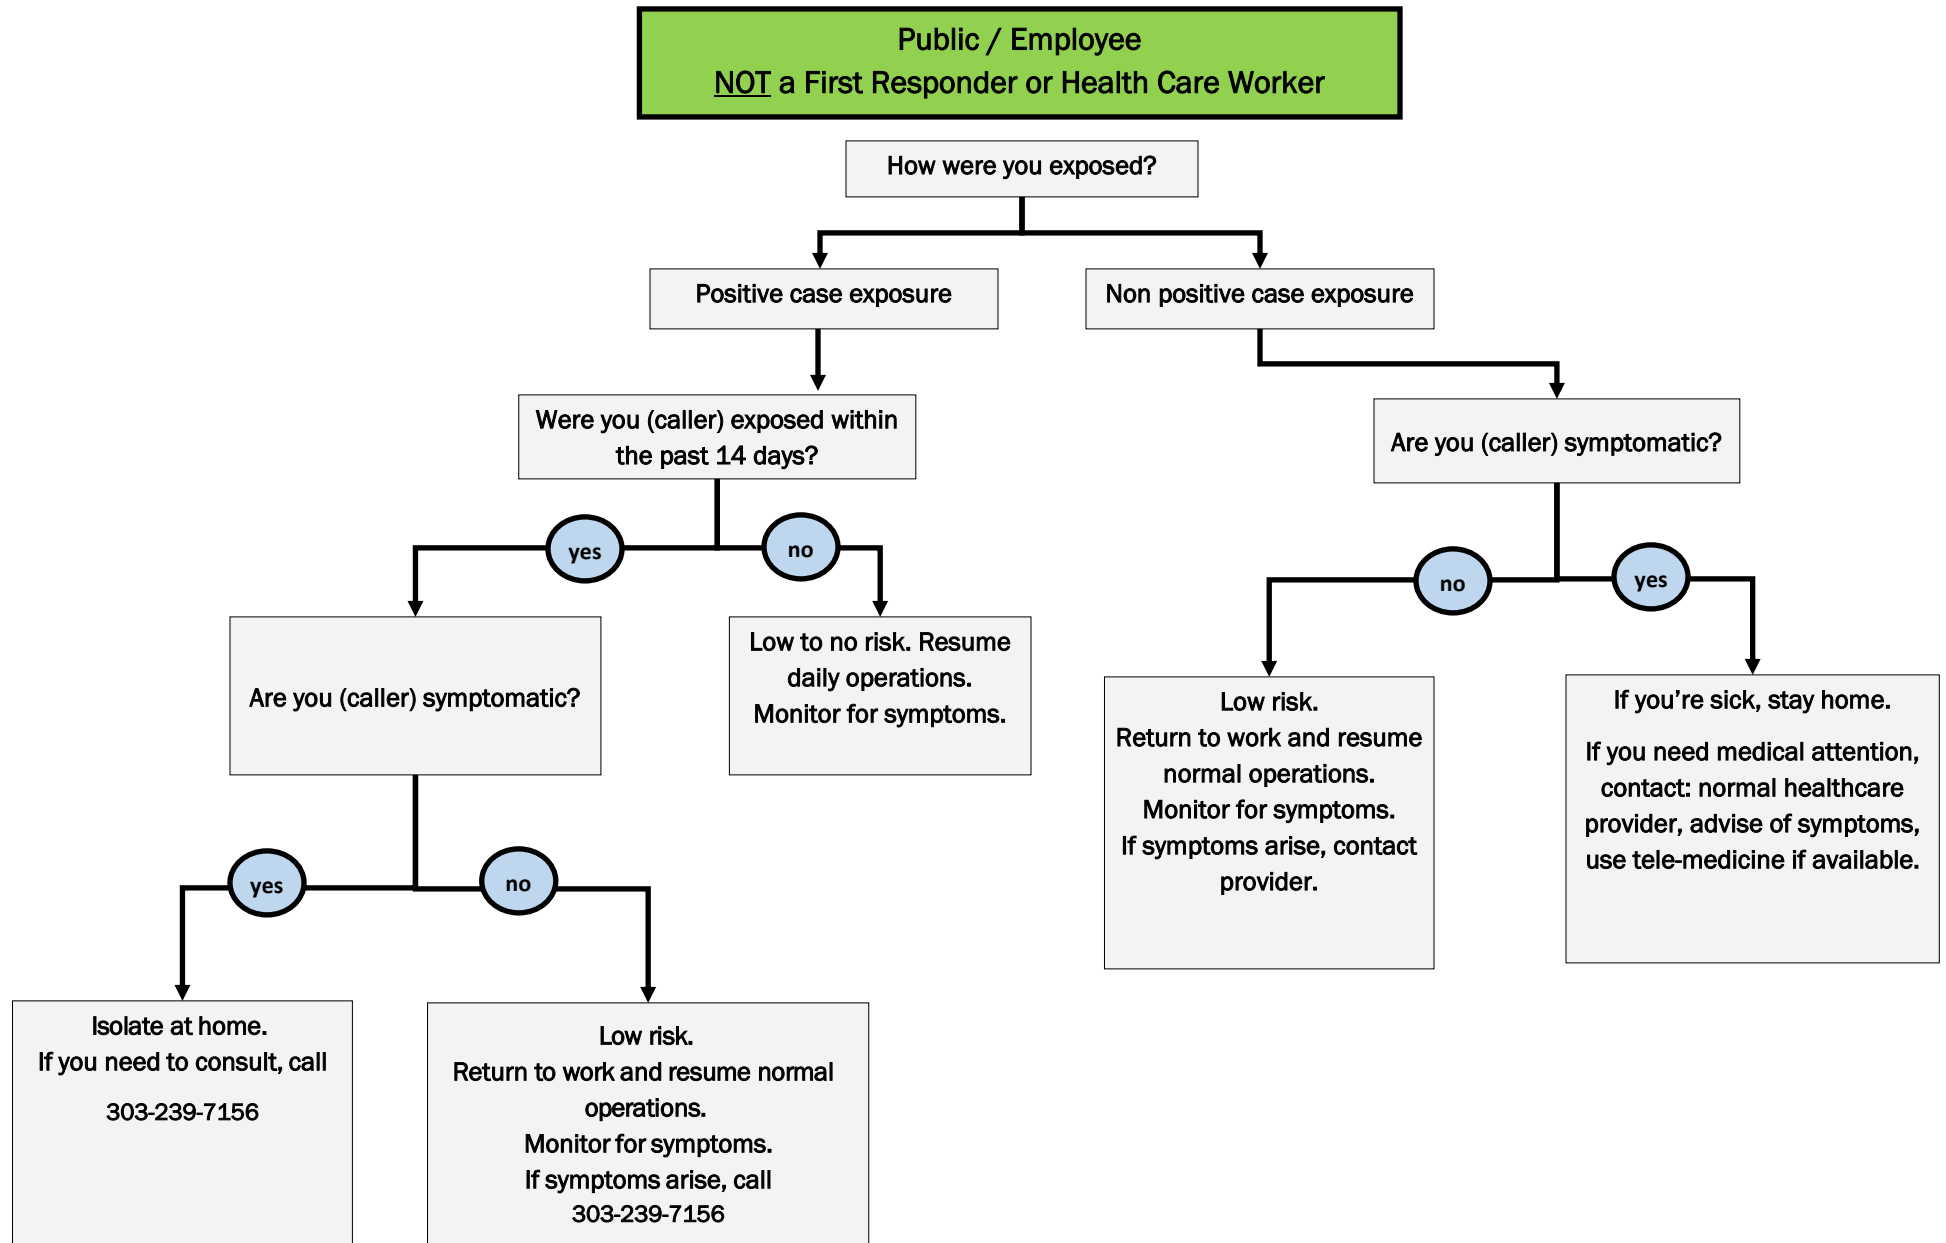 Public / Employee
NOT a First Responder or Health Care Worker
How were you exposed?
Positive case exposure
Non positive case exposure
Were you (caller) exposed within
the past 14 days?
Are you (caller) symptomatic?
yes
no
no
yes
Are you (caller) symptomatic?
Low to no risk. Resume
daily operations.
Monitor for symptoms.
Low risk.
Return to work and resume
normal operations.
Monitor for symptoms.
If symptoms arise, contact
provider.
If you’re sick, stay home.
If you need medical attention,
contact: normal healthcare
provider, advise of symptoms,
use tele-medicine if available.
yes
no
Isolate at home.
If you need to consult, call
303-239-7156
Low risk.
Return to work and resume normal
operations.
Monitor for symptoms.
If symptoms arise, call
303-239-7156